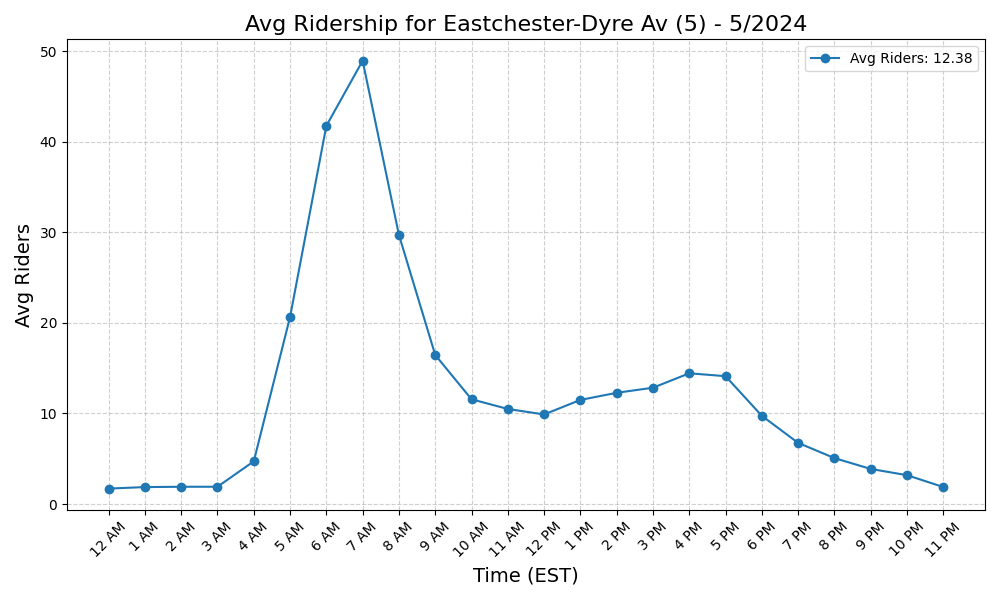 Avg Ridership for Eastchester-Dyre Av (5) - 5/2024
Avg Riders: 12.38
Avg Riders
50
40
30
20
10
0
12 AM
1 AM
2 AM
3 AM
4 AM
5 AM
6 AM
7 AM
8 AM
9 AM
10 AM
11 AM
12 PM
1 PM
2 PM
3 PM
4 PM
5 PM
6 PM
7 PM
8 PM
9 PM
10 PM
11 PM
Time (EST)